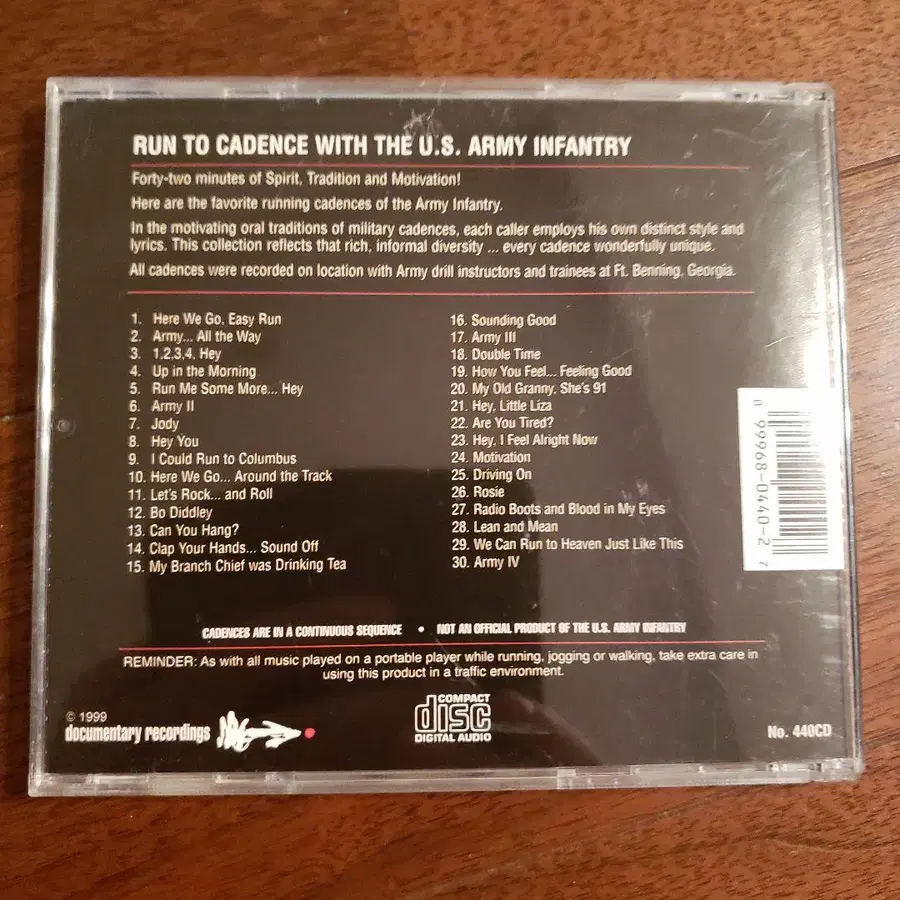 RUN TO CADENCE WITH THE U.S. ARMY INFANTRY
Forty-two minutes of Spirit, Tradition and Motivation!
Here are the favorite running cadences of the Army Infantry.
In the motivating oral traditions of military cadences, each caller employs his own distinct style and
lyrics. This collection reflects that rich, informal diversity ... every cadence wonderfully unique.
All cadences were recorded on location with Army drill instructors and trainees at Ft. Benning, Georgia.
1. Here We Go, Easy Run
2. Army... All the Way
3. 1,2,3,4, Hey
4. Up in the Morning
5. Run Me Some More... Hey
6. Army II
7. Jody
8. Hey You
9. I Could Run to Columbus
10. Here We Go... Around the Track
11. Let's Rock... and Roll
12. Bo Diddley
13. Can You Hang?
14. Clap Your Hands... Sound Off
15. My Branch Chief was Drinking Tea
16. Sounding Good
17. Army III
18. Double Time
19. How You Feel... Feeling Good
20. My Old Granny, She's 91
21. Hey, Little Liza
22. Are You Tired?
23. Hey, I Feel Alright Now
24. Motivation
25. Driving On
26. Rosie
27. Radio Boots and Blood in My Eyes
28. Lean and Mean
29. We Can Run to Heaven Just Like This
30. Army IV
0 99968-0440-2 7
CADENCES ARE IN A CONTINUOUS SEQUENCE • NOT AN OFFICIAL PRODUCT OF THE U.S. ARMY INFANTRY
REMINDER: As with all music played on a portable player while running, jogging or walking, take extra care in
using this product in a traffic environment.
© 1999
documentary recordings
COMPACT
disc
DIGITAL AUDIO
No. 440CD